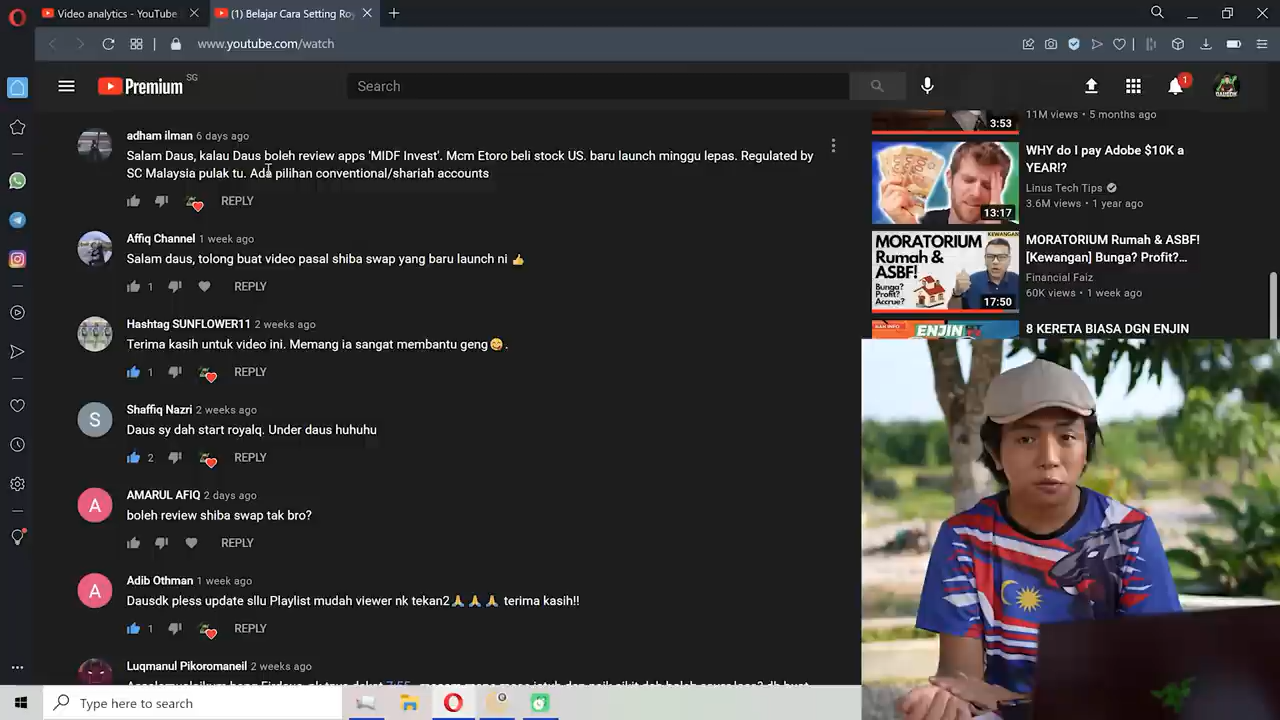 Video analytics - YouTube
(1) Belajar Cara Setting Roy
www.youtube.com/watch
Premium SG
Search
1
adham ilman 6 days ago
Salam Daus, kalau Daus boleh review apps 'MIDF Invest'. Mcm Etoro beli stock US. baru launch minggu lepas. Regulated by
SC Malaysia pulak tu. Ada pilihan conventional/shariah accounts
REPLY
Affiq Channel 1 week ago
Salam daus, tolong buat video pasal shiba swap yang baru launch ni 👍
1 REPLY
Hashtag SUNFLOWER11 2 weeks ago
Terima kasih untuk video ini. Memang ia sangat membantu geng😋.
1 REPLY
Shaffiq Nazri 2 weeks ago
S
Daus sy dah start royalq. Under daus huhuhu
2 REPLY
AMARUL AFIQ 2 days ago
A
boleh review shiba swap tak bro?
REPLY
Adib Othman 1 week ago
A
Dausdk pless update sllu Playlist mudah viewer nk tekan2🙏🙏🙏 terima kasih!!
1 REPLY
Luqmanul Pikoromaneil 2 weeks ago
11M views • 5 months ago
3:53
WHY do I pay Adobe $10K a
YEAR!?
Linus Tech Tips
3.6M views • 1 year ago
13:17
MORATORIUM
KEWANGAN
Rumah &
ASBF!
Bunga?
Profit?
Accrue?
17:50
MORATORIUM Rumah & ASBF!
[Kewangan] Bunga? Profit?...
Financial Faiz
60K views • 1 week ago
ENJIN
8 KERETA BIASA DGN ENJIN
Type here to search